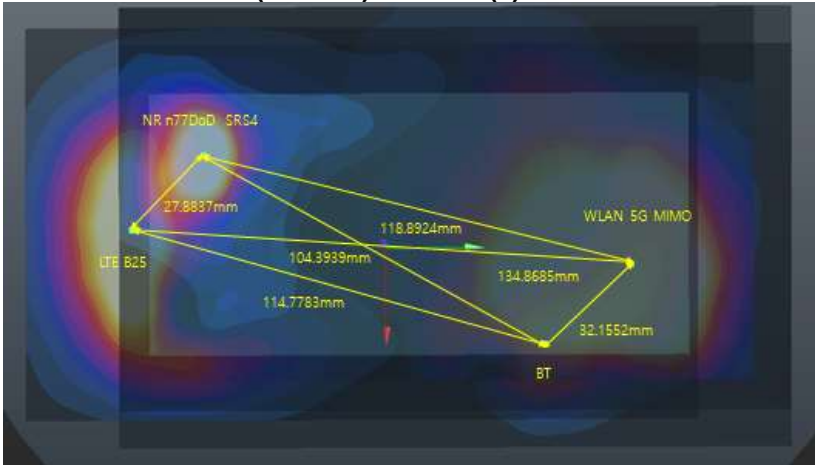 NR n77DoD SRS4
27.8837mm
WLAN 5G MIMO
118.8924mm
LTE B25
104.3939mm
134.8685mm
114.7783mm
32.1552mm
BT